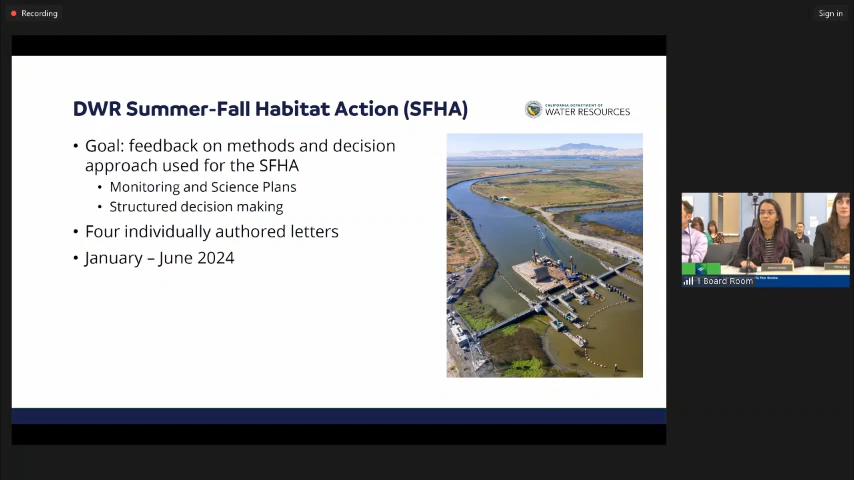 Recording
Sign in
DWR Summer-Fall Habitat Action (SFHA)
CALIFORNIA DEPARTMENT OF
WATER RESOURCES
• Goal: feedback on methods and decision
approach used for the SFHA
• Monitoring and Science Plans
• Structured decision making
• Four individually authored letters
• January – June 2024
1 Board Room